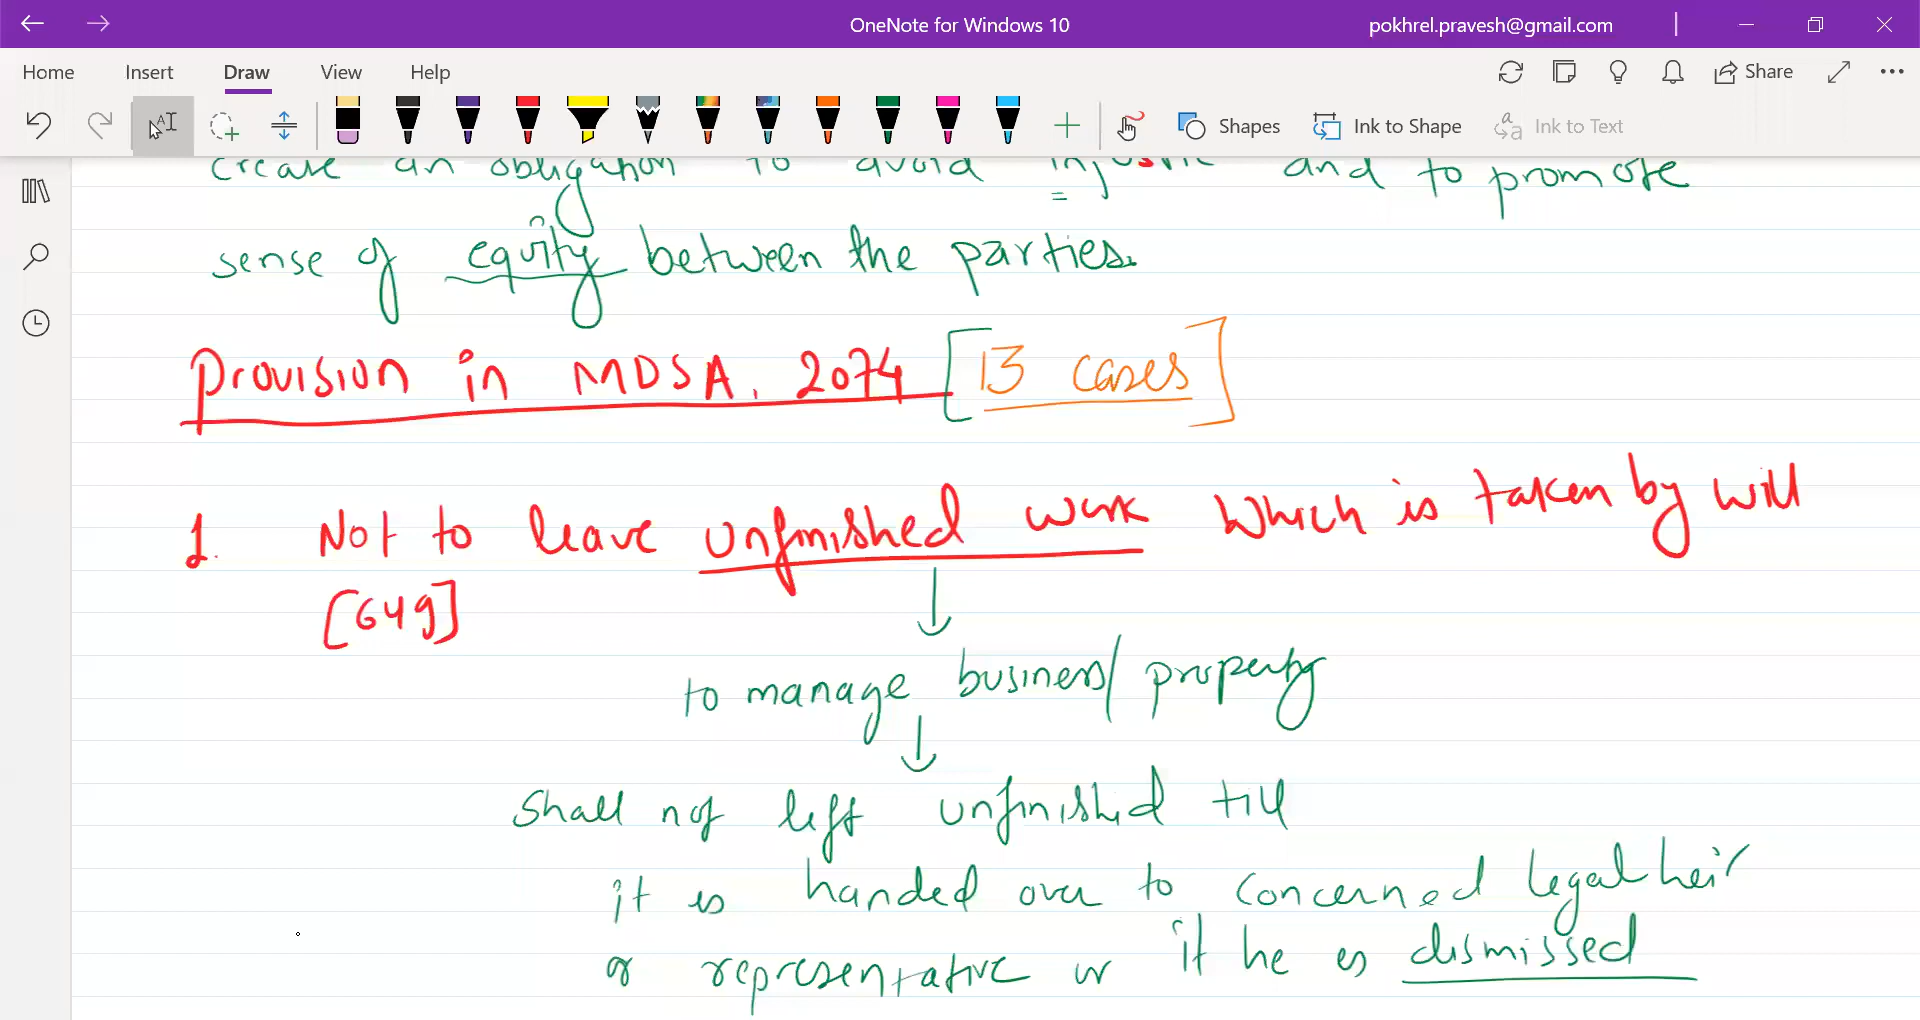 OneNote for Windows 10
pokhrel.pravesh@gmail.com
Home Insert Draw View Help
Share
Shapes Ink to Shape Ink to Text
create an obligation to avoid injustic and to promote
sense of equity between the parties.
Provision in MDSA, 2074 [13 cases]
1. Not to leave unfinished work which is taken by will
[649]
to manage business/property
shall not left unfinished till
it is handed over to concerned legal heir
or representative or if he is dismissed